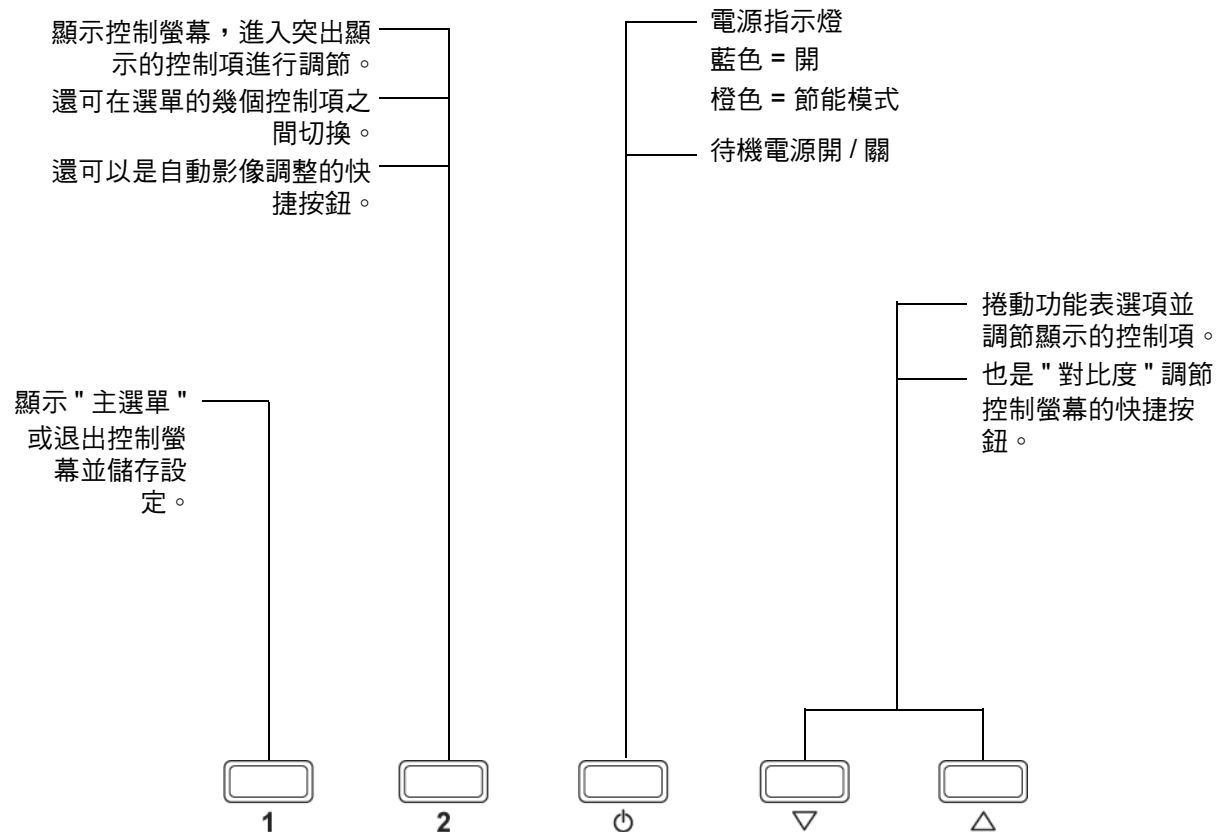 顯示控制螢幕，進入突出顯
示的控制項進行調節。
還可在選單的幾個控制項之
間切換。
還可以是自動影像調整的快
捷按鈕。
電源指示燈
藍色 = 開
橙色 = 節能模式
待機電源開 / 關
捲動功能表選項並
調節顯示的控制項。
也是 " 對比度 " 調節
控制螢幕的快捷按
鈕。
顯示 " 主選單 "
或退出控制螢
幕並儲存設
定。
1 2 ▽ △